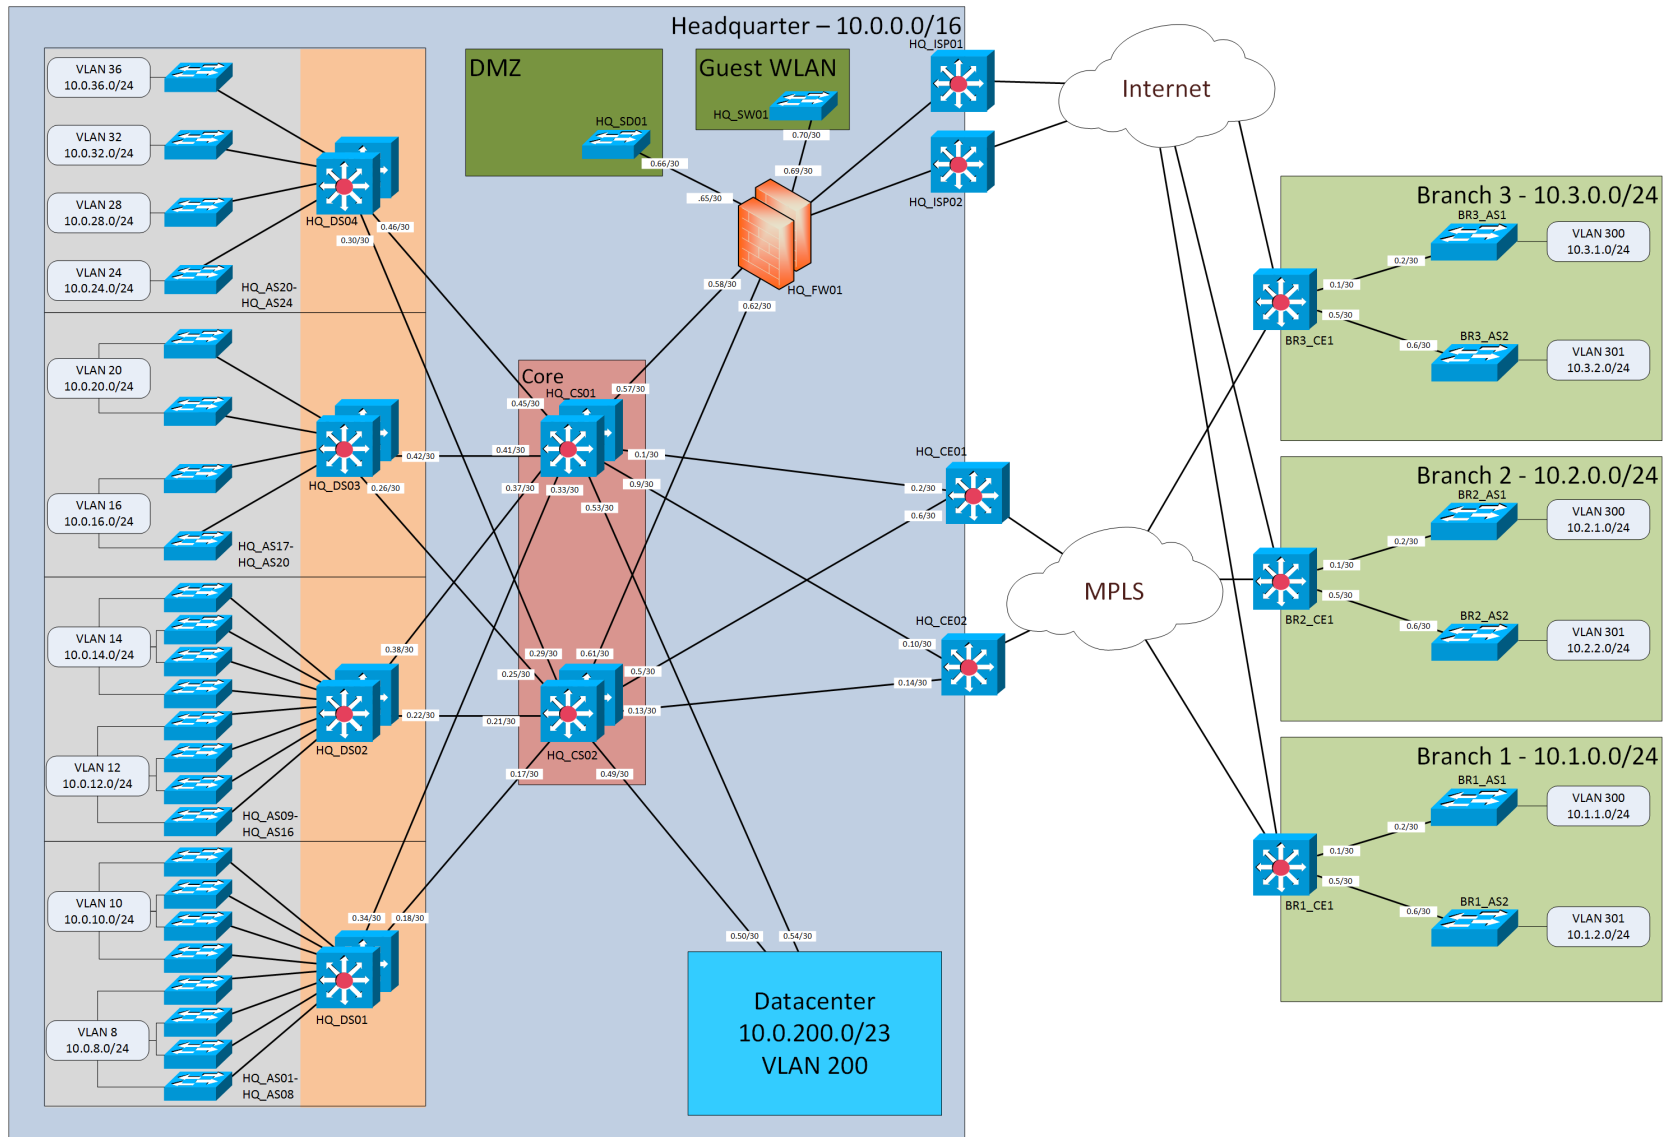 Headquarter – 10.0.0.0/16
HQ_ISP01
DMZ
Guest WLAN
HQ_SW01
0.70/30
HQ_SD01
0.66/30
0.69/30
.65/30
HQ_ISP02
HQ_FW01
0.58/30
0.62/30
Internet
VLAN 36
10.0.36.0/24
VLAN 32
10.0.32.0/24
VLAN 28
10.0.28.0/24
VLAN 24
10.0.24.0/24
HQ_DS04
0.46/30
0.30/30
HQ_AS20-
HQ_AS24
VLAN 20
10.0.20.0/24
VLAN 16
10.0.16.0/24
HQ_DS03
0.42/30
0.26/30
HQ_AS17-
HQ_AS20
VLAN 14
10.0.14.0/24
VLAN 12
10.0.12.0/24
0.38/30
0.22/30
HQ_DS02
HQ_AS09-
HQ_AS16
VLAN 10
10.0.10.0/24
VLAN 8
10.0.8.0/24
0.34/30
0.18/30
HQ_DS01
HQ_AS01-
HQ_AS08
Core
HQ_CS01
0.57/30
0.45/30
0.41/30
0.1/30
0.37/30
0.33/30
0.9/30
0.53/30
0.29/30
0.61/30
0.25/30
0.5/30
0.21/30
0.13/30
HQ_CS02
0.17/30
0.49/30
HQ_CE01
0.2/30
0.6/30
HQ_CE02
0.10/30
0.14/30
MPLS
0.50/30
0.54/30
Datacenter
10.0.200.0/23
VLAN 200
Branch 3 - 10.3.0.0/24
BR3_AS1
VLAN 300
10.3.1.0/24
0.2/30
0.1/30
0.5/30
BR3_CE1
0.6/30
BR3_AS2
VLAN 301
10.3.2.0/24
Branch 2 - 10.2.0.0/24
BR2_AS1
VLAN 300
10.2.1.0/24
0.2/30
0.1/30
0.5/30
BR2_CE1
0.6/30
BR2_AS2
VLAN 301
10.2.2.0/24
Branch 1 - 10.1.0.0/24
BR1_AS1
VLAN 300
10.1.1.0/24
0.2/30
0.1/30
0.5/30
BR1_CE1
0.6/30
BR1_AS2
VLAN 301
10.1.2.0/24